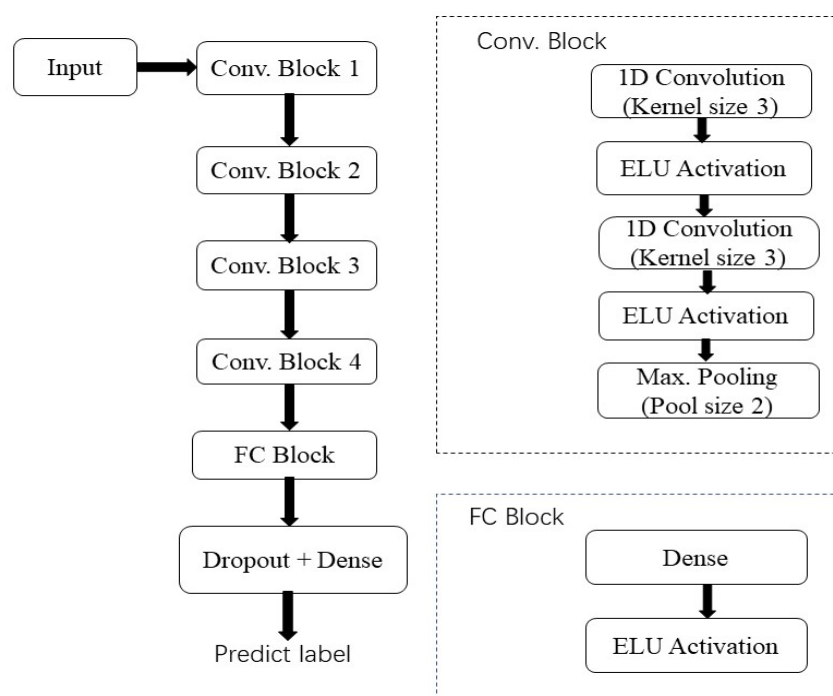 Input
Conv. Block 1
Conv. Block 2
Conv. Block 3
Conv. Block 4
FC Block
Dropout + Dense
Predict label
Conv. Block
1D Convolution
(Kernel size 3)
ELU Activation
1D Convolution
(Kernel size 3)
ELU Activation
Max. Pooling
(Pool size 2)
FC Block
Dense
ELU Activation